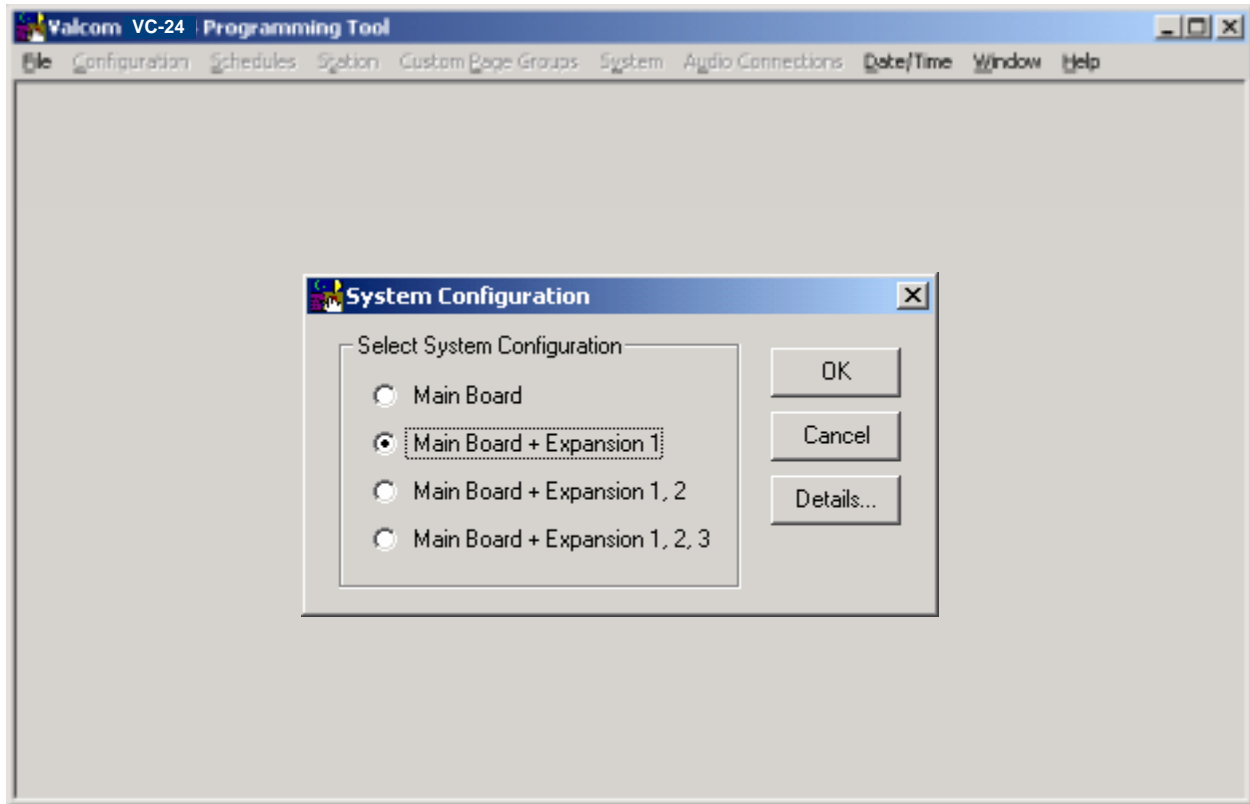 Valcom VC-24 Programming Tool
File Configuration Schedules Station Custom Page Groups System Audio Connections Date/Time Window Help
System Configuration
Select System Configuration
Main Board
Main Board + Expansion 1
Main Board + Expansion 1, 2
Main Board + Expansion 1, 2, 3
OK
Cancel
Details...